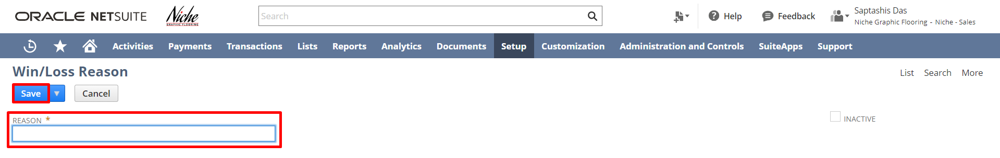 ORACLE NETSUITE
Niche
GRAPHIC FLOORING
Search
Help
Feedback
Saptashis Das
Niche Graphic Flooring - Niche - Sales
Activities Payments Transactions Lists Reports Analytics Documents Setup Customization Administration and Controls SuiteApps Support
Win/Loss Reason
List Search More
Save Cancel
REASON *
INACTIVE